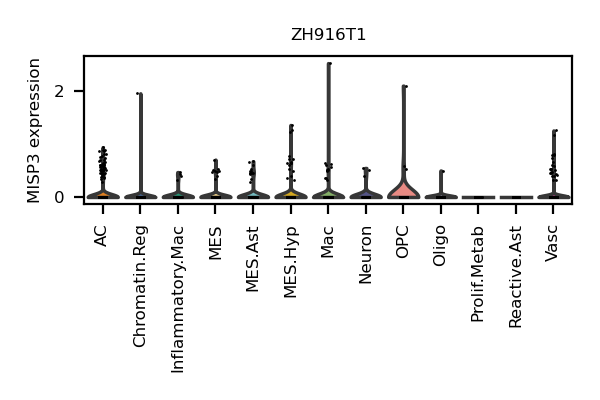 ZH916T1
MISP3 expression
2
0
AC
Chromatin.Reg
Inflammatory.Mac
MES
MES.Ast
MES.Hyp
Mac
Neuron
OPC
Oligo
Prolif.Metab
Reactive.Ast
Vasc